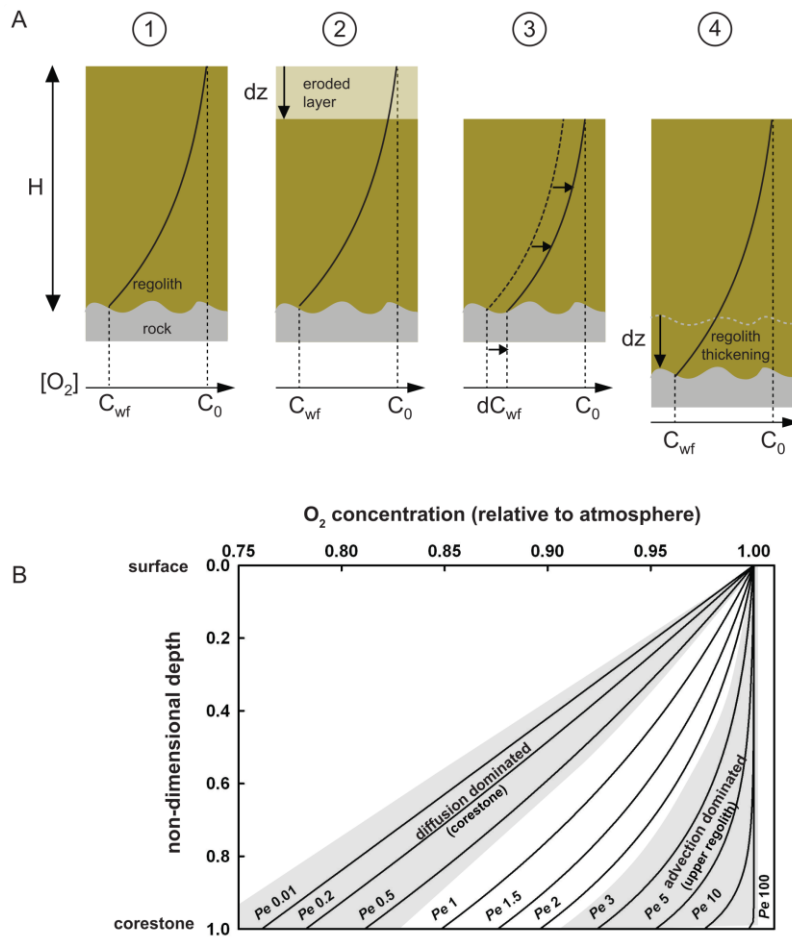 A
1
2
3
4
dz
eroded
layer
H
regolith
rock
dz
regolith
thickening
[O₂]
C_wf
C₀
C_wf
C₀
dC_wf
C₀
C_wf
C₀
O₂ concentration (relative to atmosphere)
B
0.75
0.80
0.85
0.90
0.95
1.00
surface
0.0
0.2
0.4
0.6
0.8
corestone
1.0
non-dimensional depth
diffusion dominated
(corestone)
advection dominated
(upper regolith)
Pe 0.01
Pe 0.2
Pe 0.5
Pe 1
Pe 1.5
Pe 2
Pe 3
Pe 5
Pe 10
Pe 100